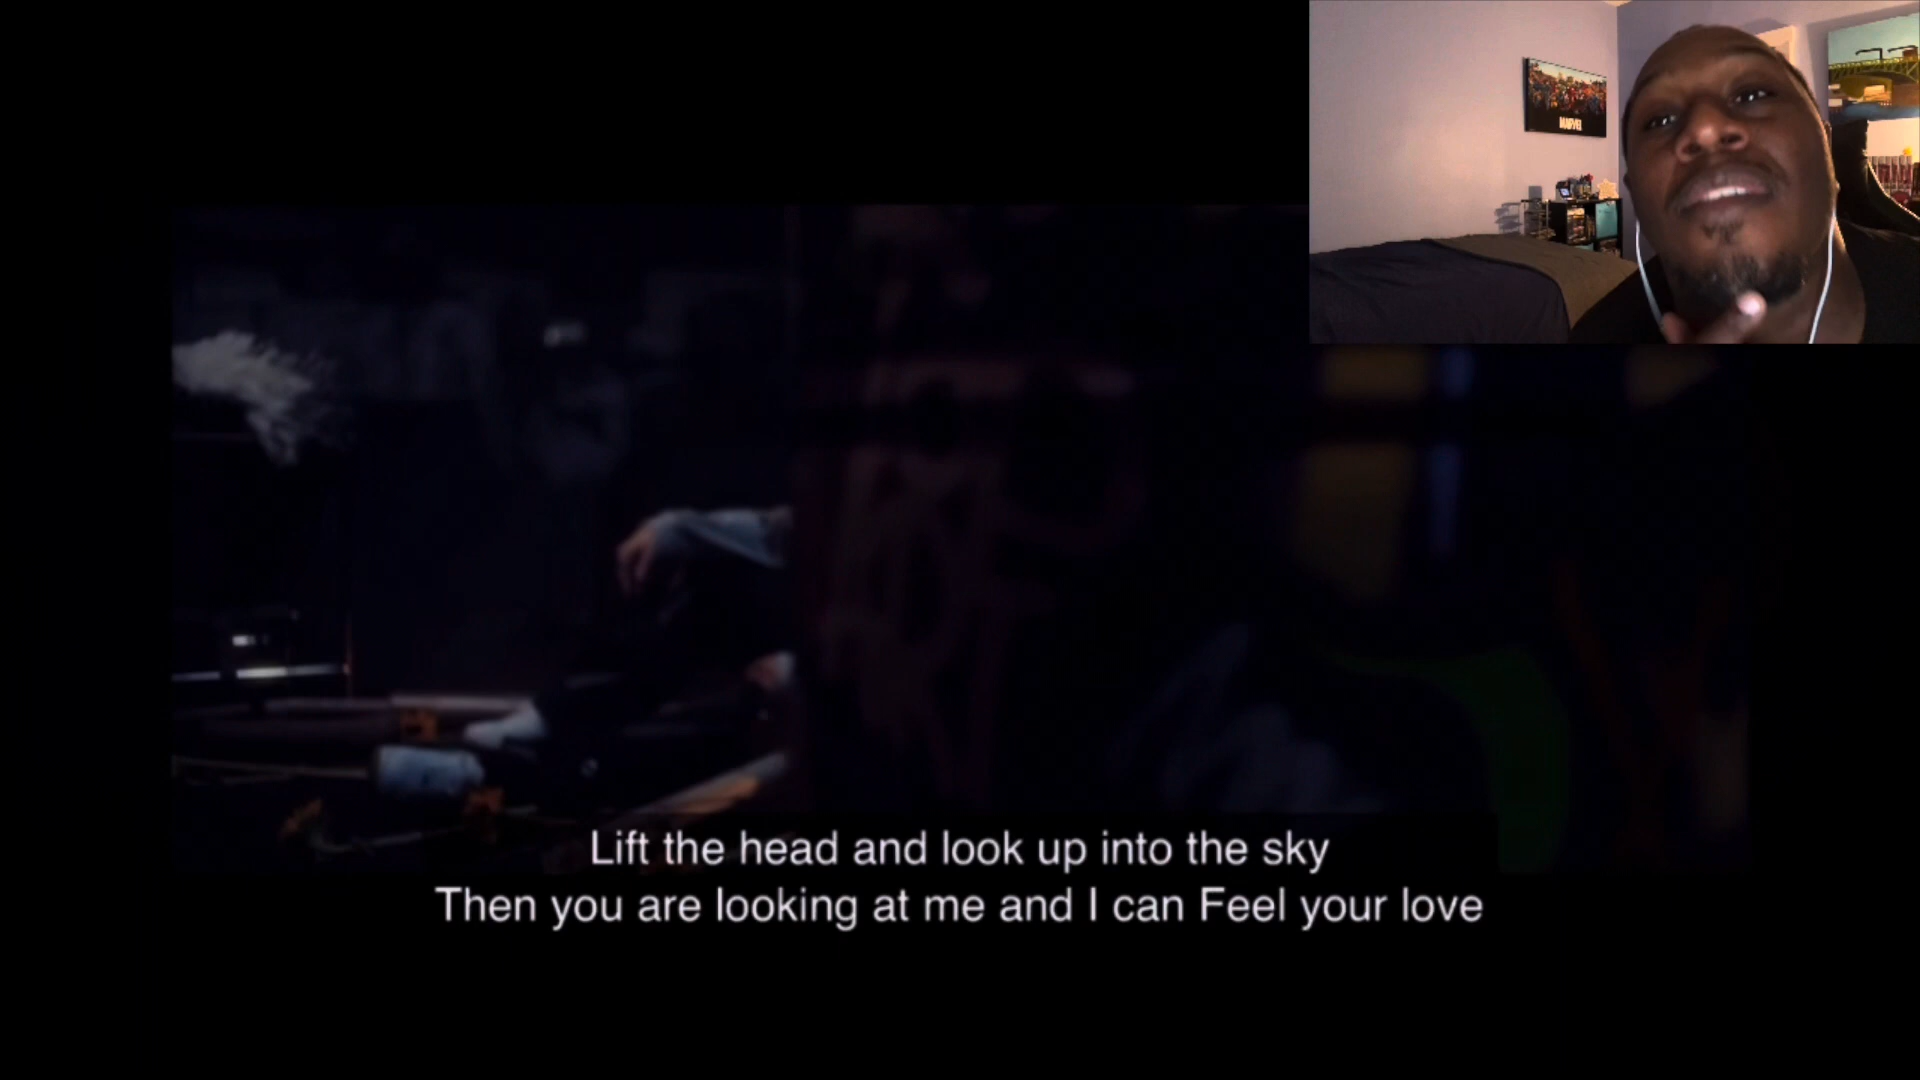 MARVEL
Lift the head and look up into the sky
Then you are looking at me and I can Feel your love